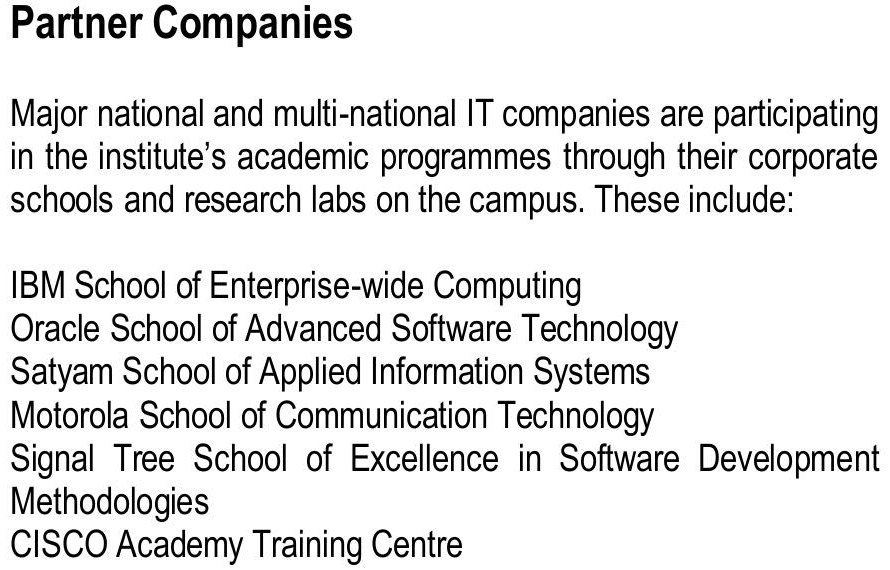 Partner Companies
Major national and multi-national IT companies are participating
in the institute's academic programmes through their corporate
schools and research labs on the campus. These include:
IBM School of Enterprise-wide Computing
Oracle School of Advanced Software Technology
Satyam School of Applied Information Systems
Motorola School of Communication Technology
Signal Tree School of Excellence in Software Development
Methodologies
CISCO Academy Training Centre